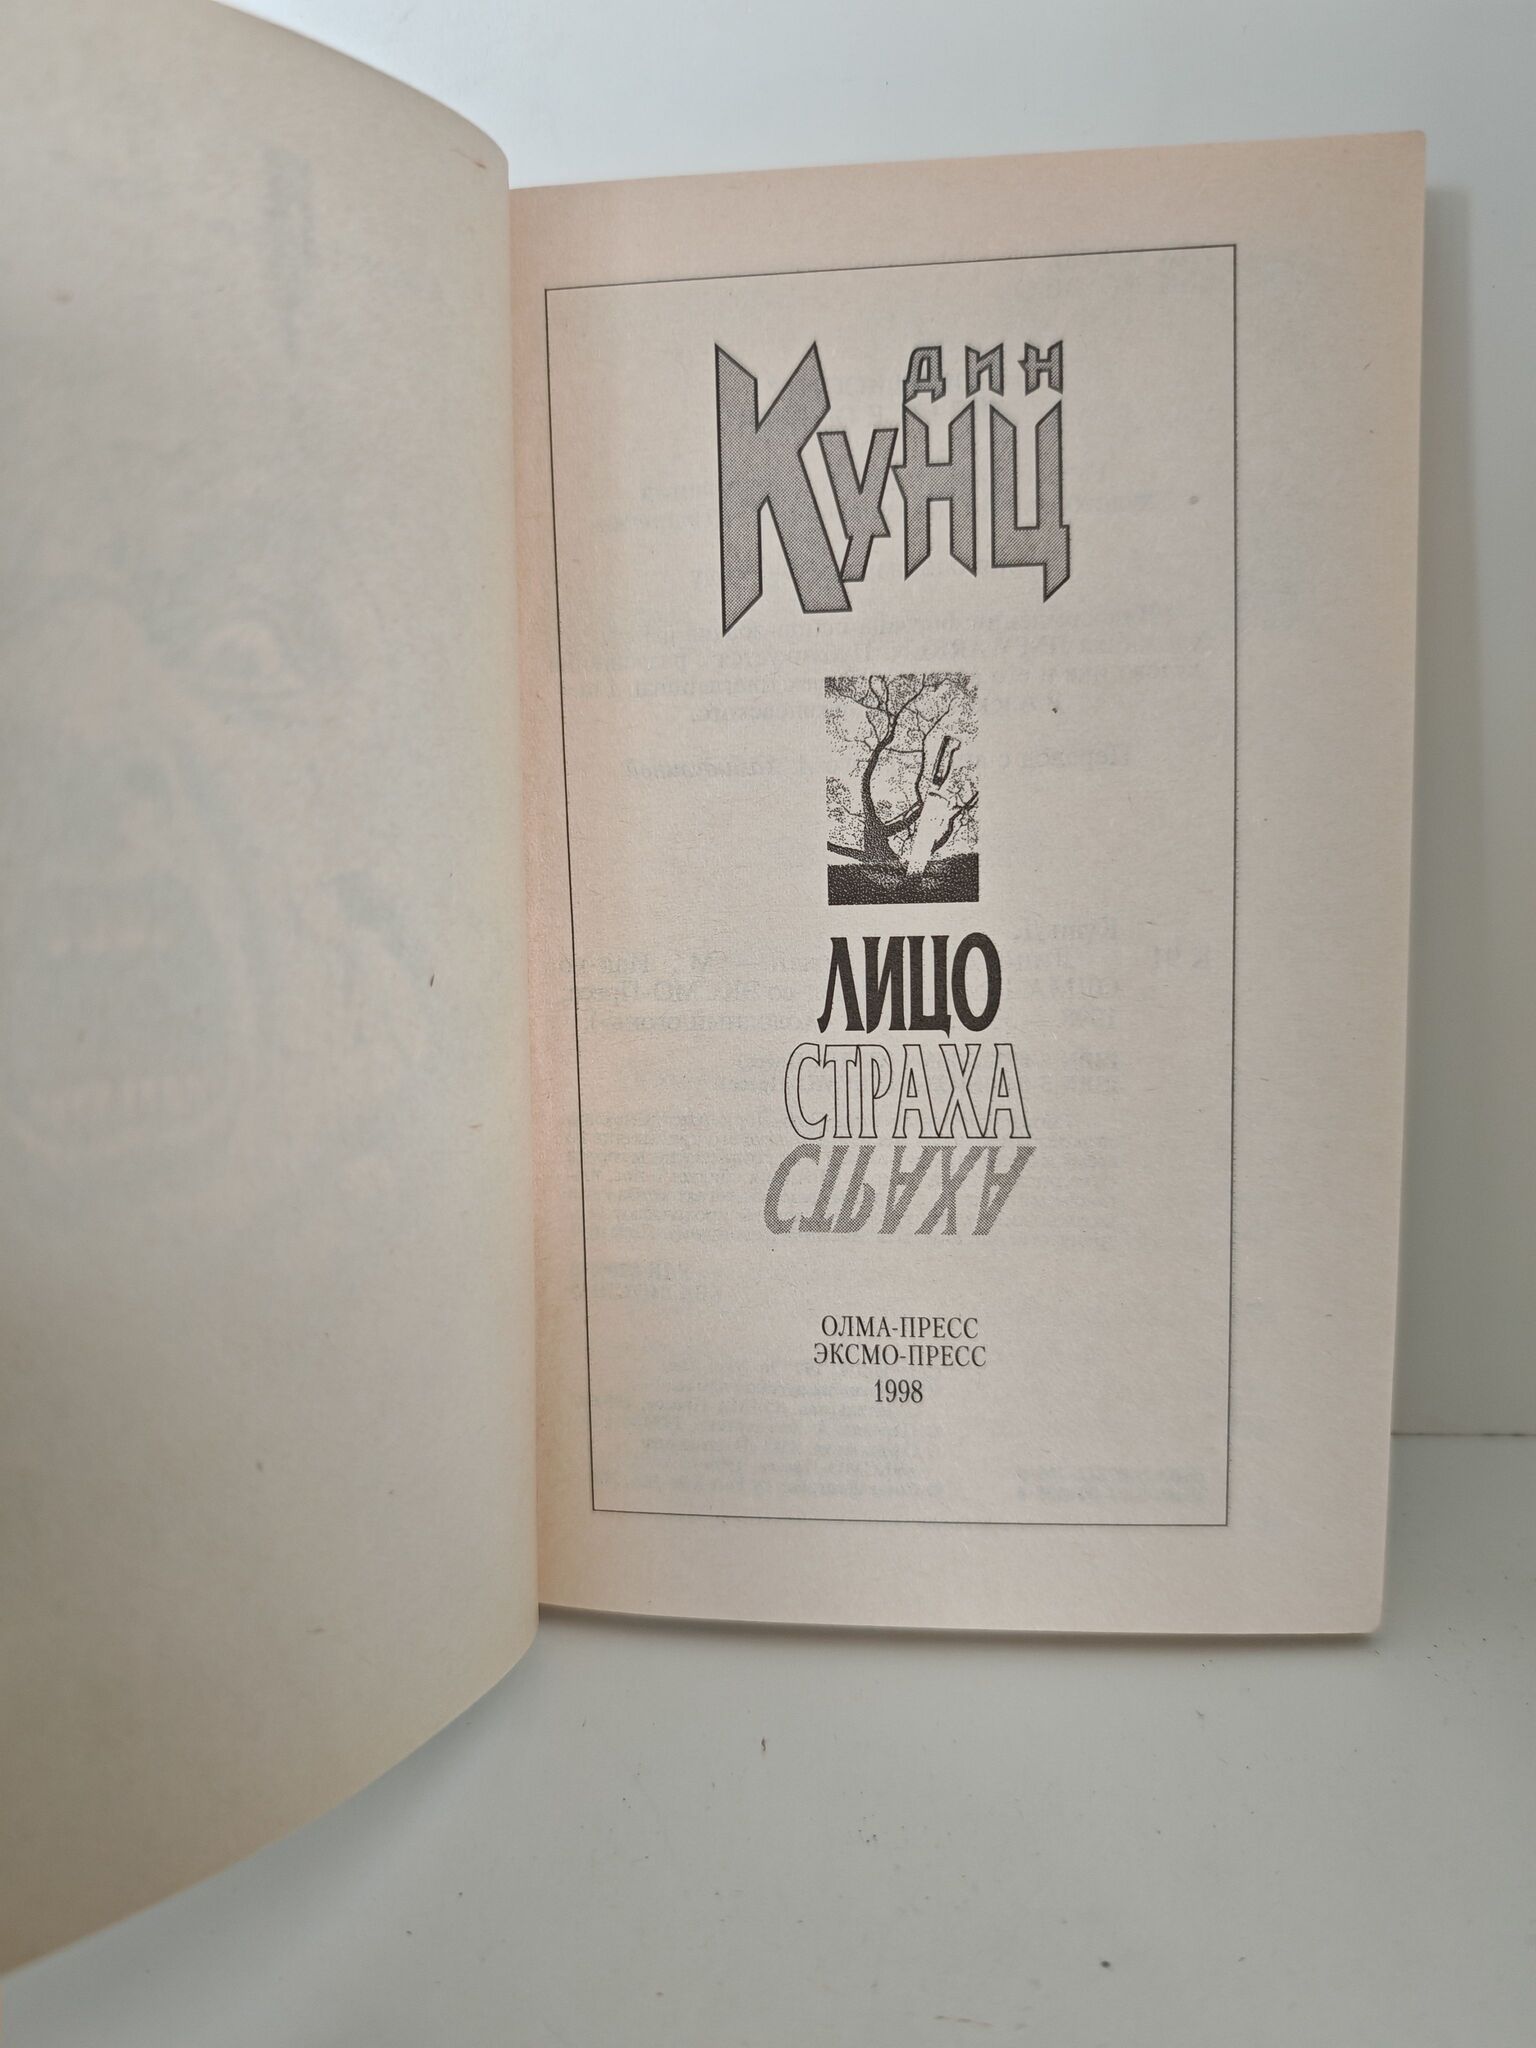 ДИН
КУНЦ
ЛИЦО
СТРАХА
СТРАХА
ОЛМА-ПРЕСС
ЭКСМО-ПРЕСС
1998